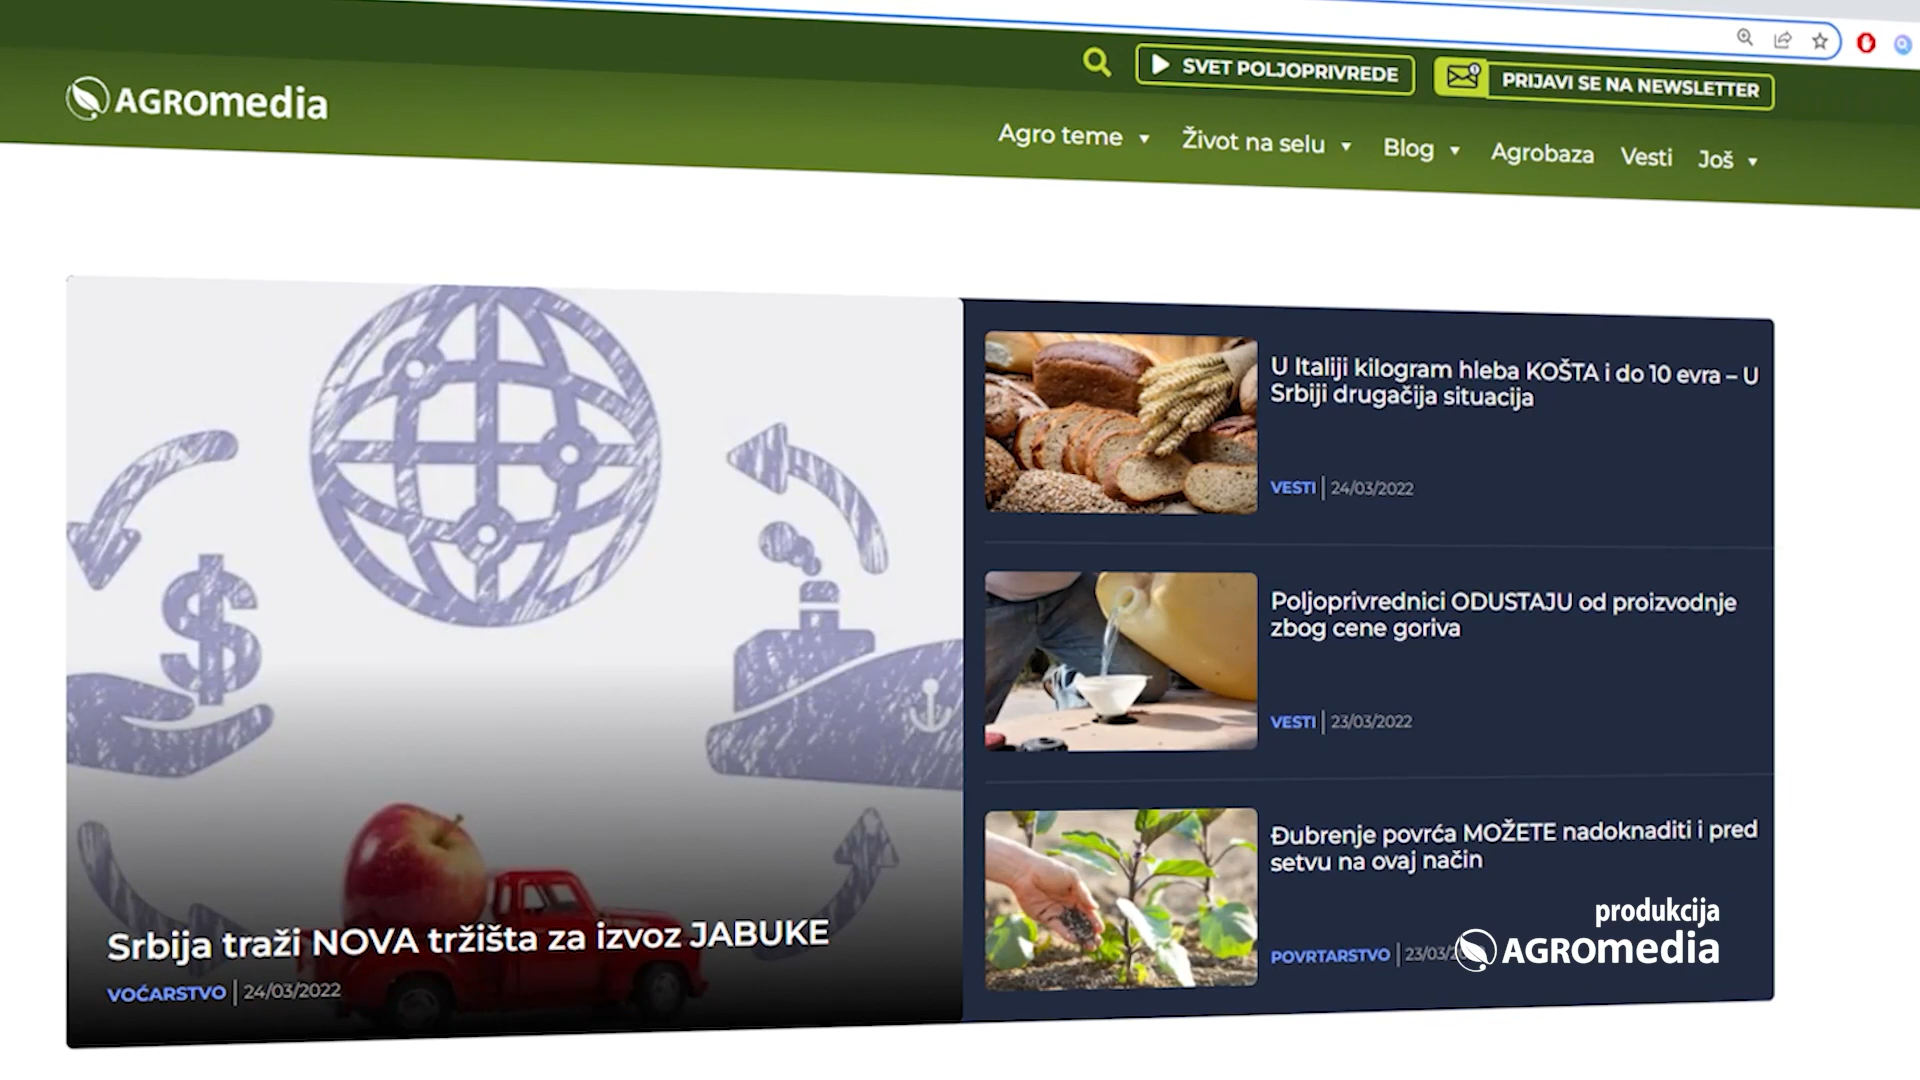 SVET POLJOPRIVREDE
PRIJAVI SE NA NEWSLETTER
AGROmedia
Agro teme
Život na selu
Blog
Agrobaza
Vesti
Još
Srbija traži NOVA tržišta za izvoz JABUKE
VOĆARSTVO | 24/03/2022
U Italiji kilogram hleba KOŠTA i do 10 evra – U
Srbiji drugačija situacija
VESTI | 24/03/2022
Poljoprivrednici ODUSTAJU od proizvodnje
zbog cene goriva
VESTI | 23/03/2022
Đubrenje povrća MOŽETE nadoknaditi i pred
setvu na ovaj način
POVRTARSTVO |
produkcija
AGROmedia